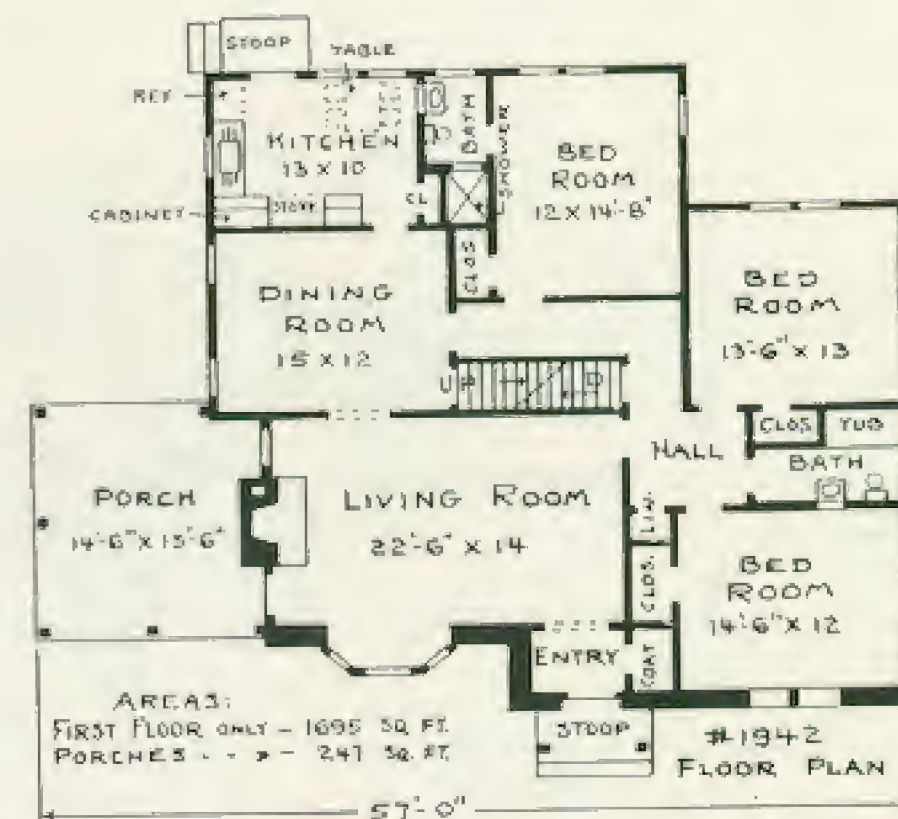 STOOP
TABLE
REF.
KITCHEN
13 X 10
BATH
SHOWER
BED
ROOM
12 X 14'-8"
CABINET
STOVE
CL
CLOS
DINING
ROOM
15 X 12
BED
ROOM
13'-6" X 13
UP
D
CLOS.
TUB
HALL
BATH
PORCH
14'-6" X 15'-6"
LIVING ROOM
22'-6" X 14
LIN.
CLOS.
BED
ROOM
14'-6" X 12
ENTRY
COAT
STOOP
AREAS:
FIRST FLOOR ONLY - 1695 SQ FT.
PORCHES - " " - 247 SQ. FT.
#1942
FLOOR PLAN
57'-0"